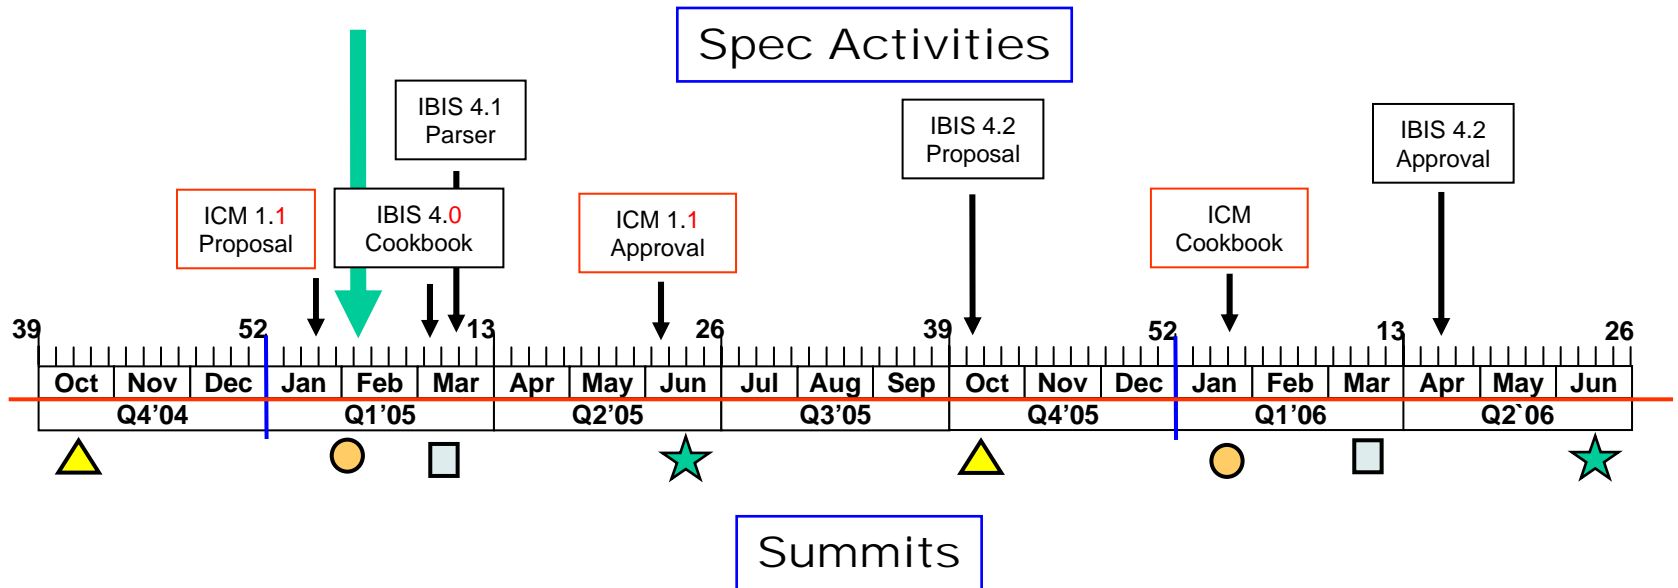 Spec Activities
IBIS 4.1
Parser
IBIS 4.2
Proposal
IBIS 4.2
Approval
ICM 1.1
Proposal
IBIS 4.0
Cookbook
ICM 1.1
Approval
ICM
Cookbook
39 52 13 26 39 52 13 26
Oct Nov Dec Jan Feb Mar Apr May Jun Jul Aug Sep Oct Nov Dec Jan Feb Mar Apr May Jun
Q4’04 Q1’05 Q2’05 Q3’05 Q4’05 Q1’06 Q2`06
Summits